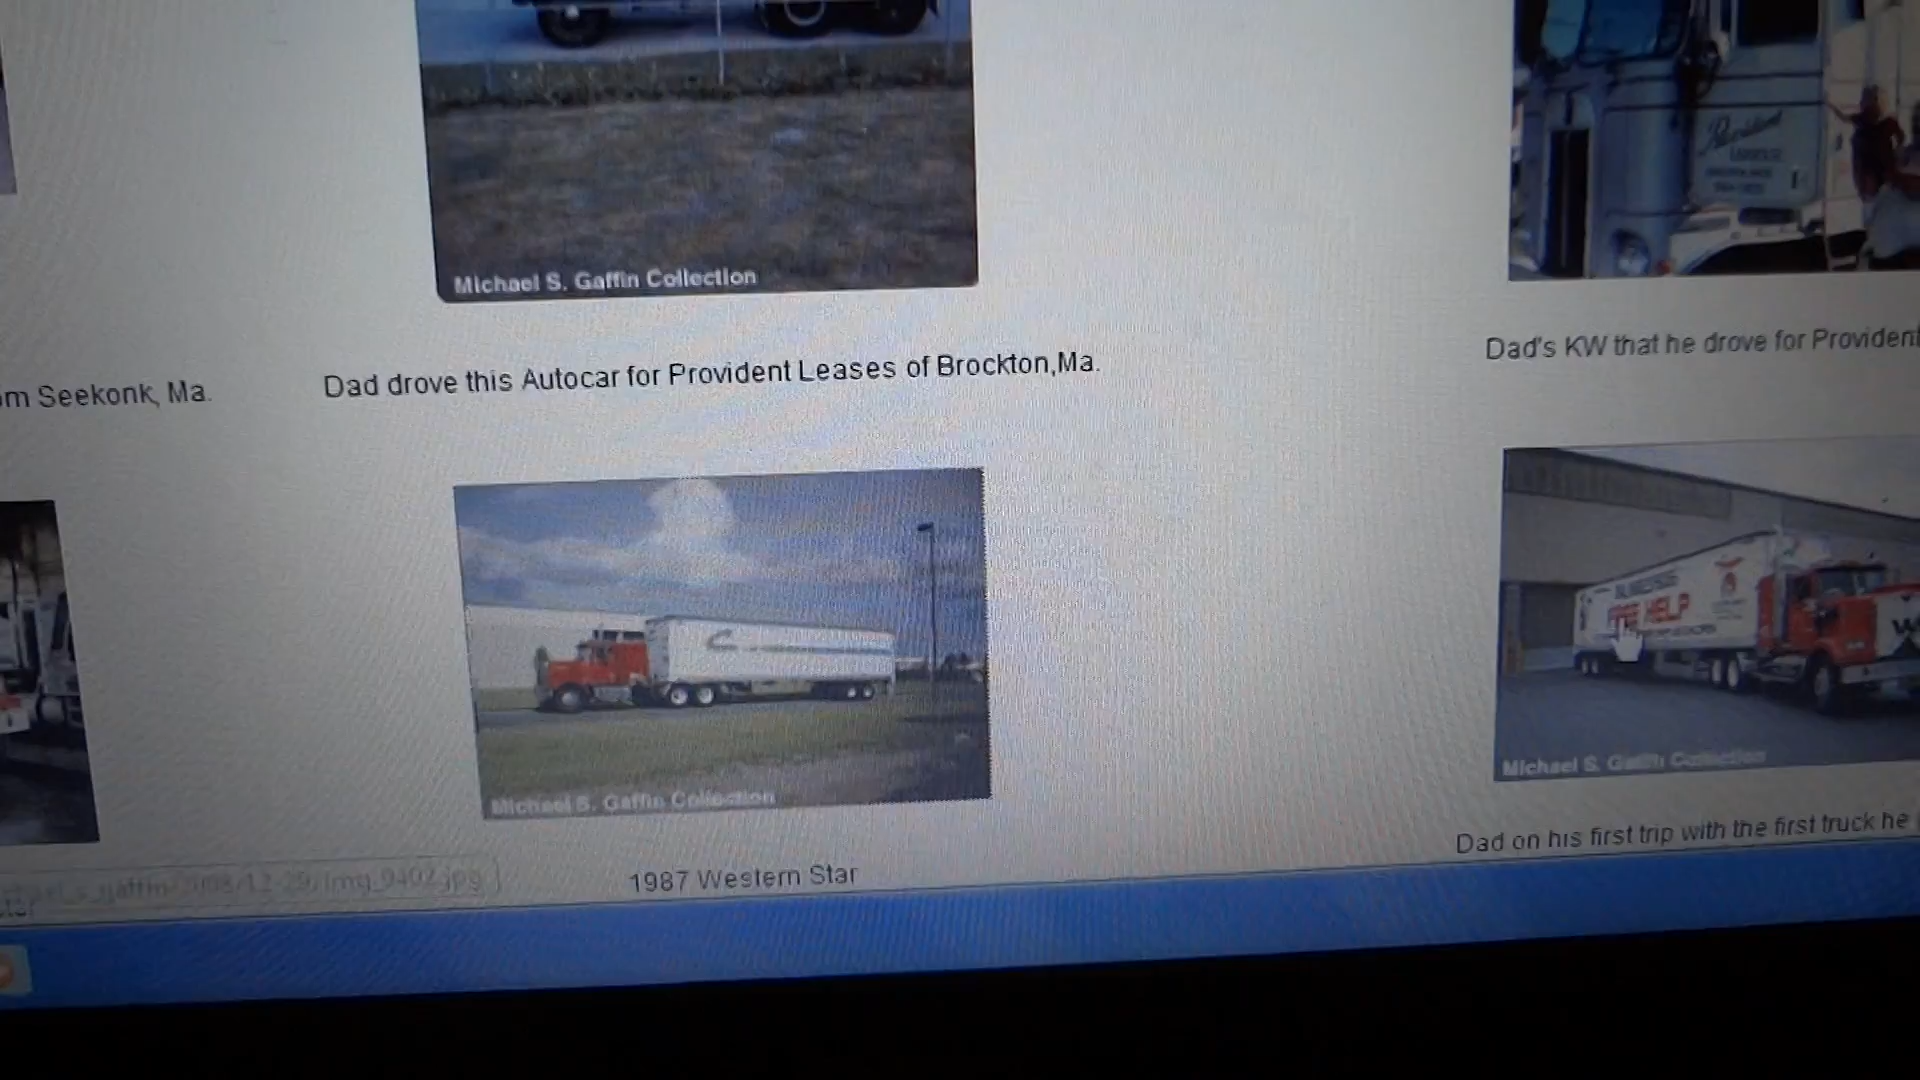 Michael S. Gaffin Collection
Provident
om Seekonk, Ma.
Dad drove this Autocar for Provident Leases of Brockton,Ma.
Dad's KW that he drove for Provident
FREE HELP
W
Michael S. Gaffin Collection
Michael S. Gaffin Collection
1987 Western Star
Dad on his first trip with the first truck he